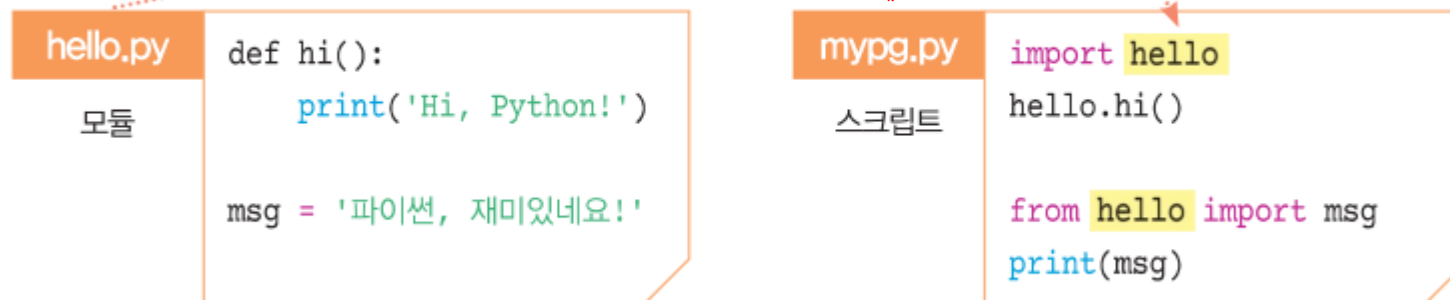 hello.py
모듈
def hi():
    print('Hi, Python!')
msg = '파이썬, 재미있네요!'
mypg.py
스크립트
import hello
hello.hi()
from hello import msg
print(msg)